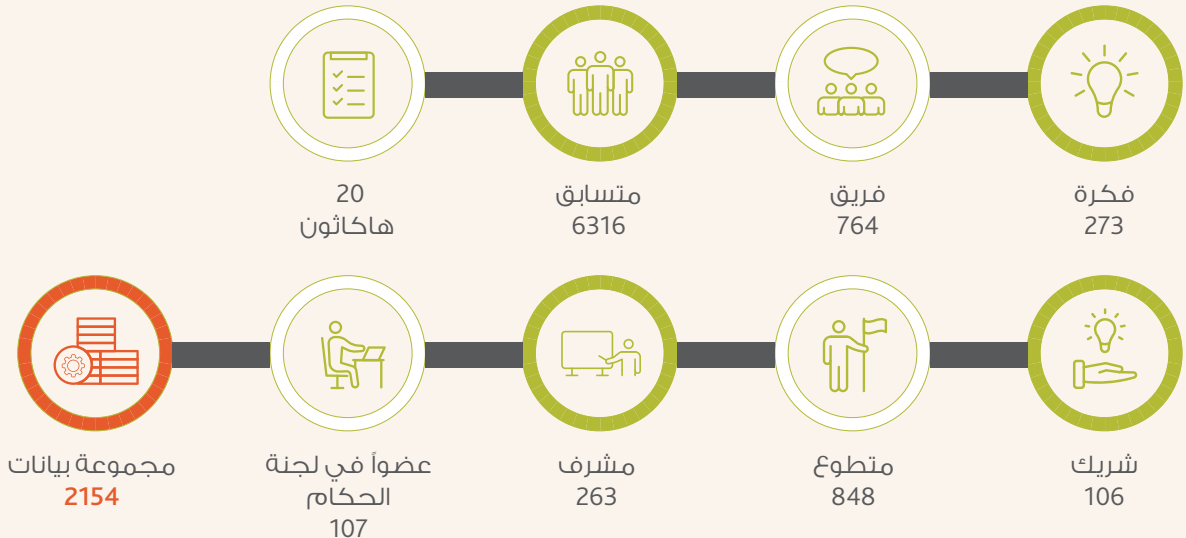 فكرة
273
فريق
764
متسابق
6316
20
هاكاثون
شريك
106
متطوع
848
مشرف
263
عضواً في لجنة
الحكام
107
مجموعة بيانات
2154